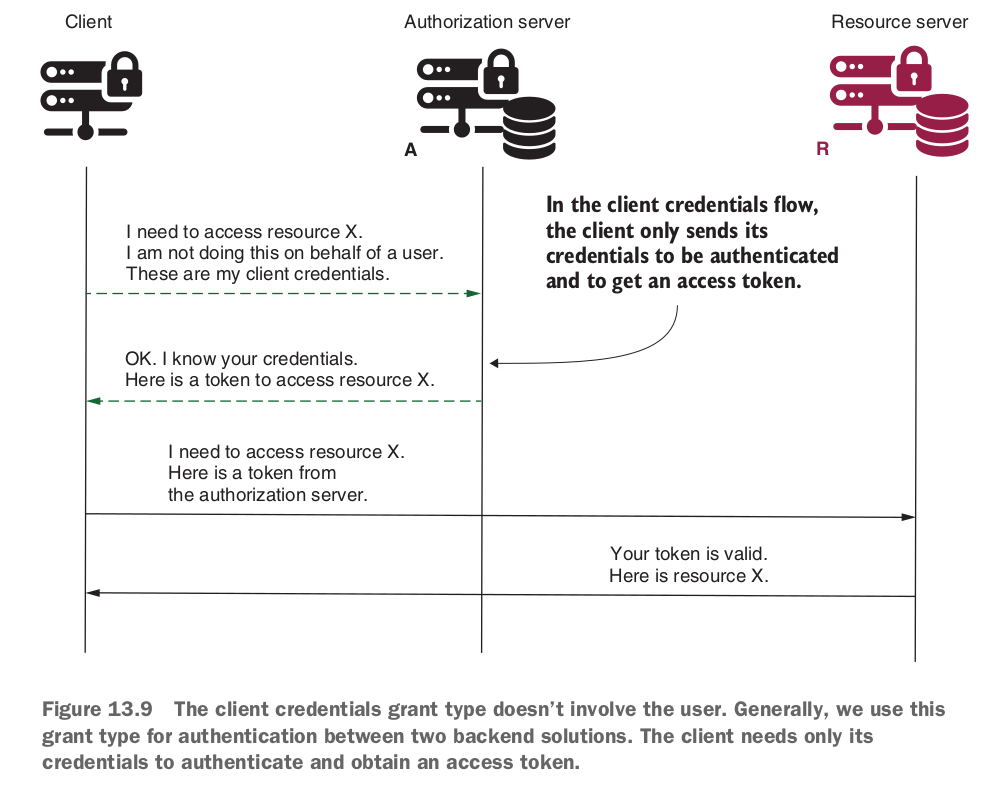 Client
Authorization server
Resource server
A
R
In the client credentials flow,
the client only sends its
credentials to be authenticated
and to get an access token.
I need to access resource X.
I am not doing this on behalf of a user.
These are my client credentials.
OK. I know your credentials.
Here is a token to access resource X.
I need to access resource X.
Here is a token from
the authorization server.
Your token is valid.
Here is resource X.
Figure 13.9 The client credentials grant type doesn’t involve the user. Generally, we use this
grant type for authentication between two backend solutions. The client needs only its
credentials to authenticate and obtain an access token.